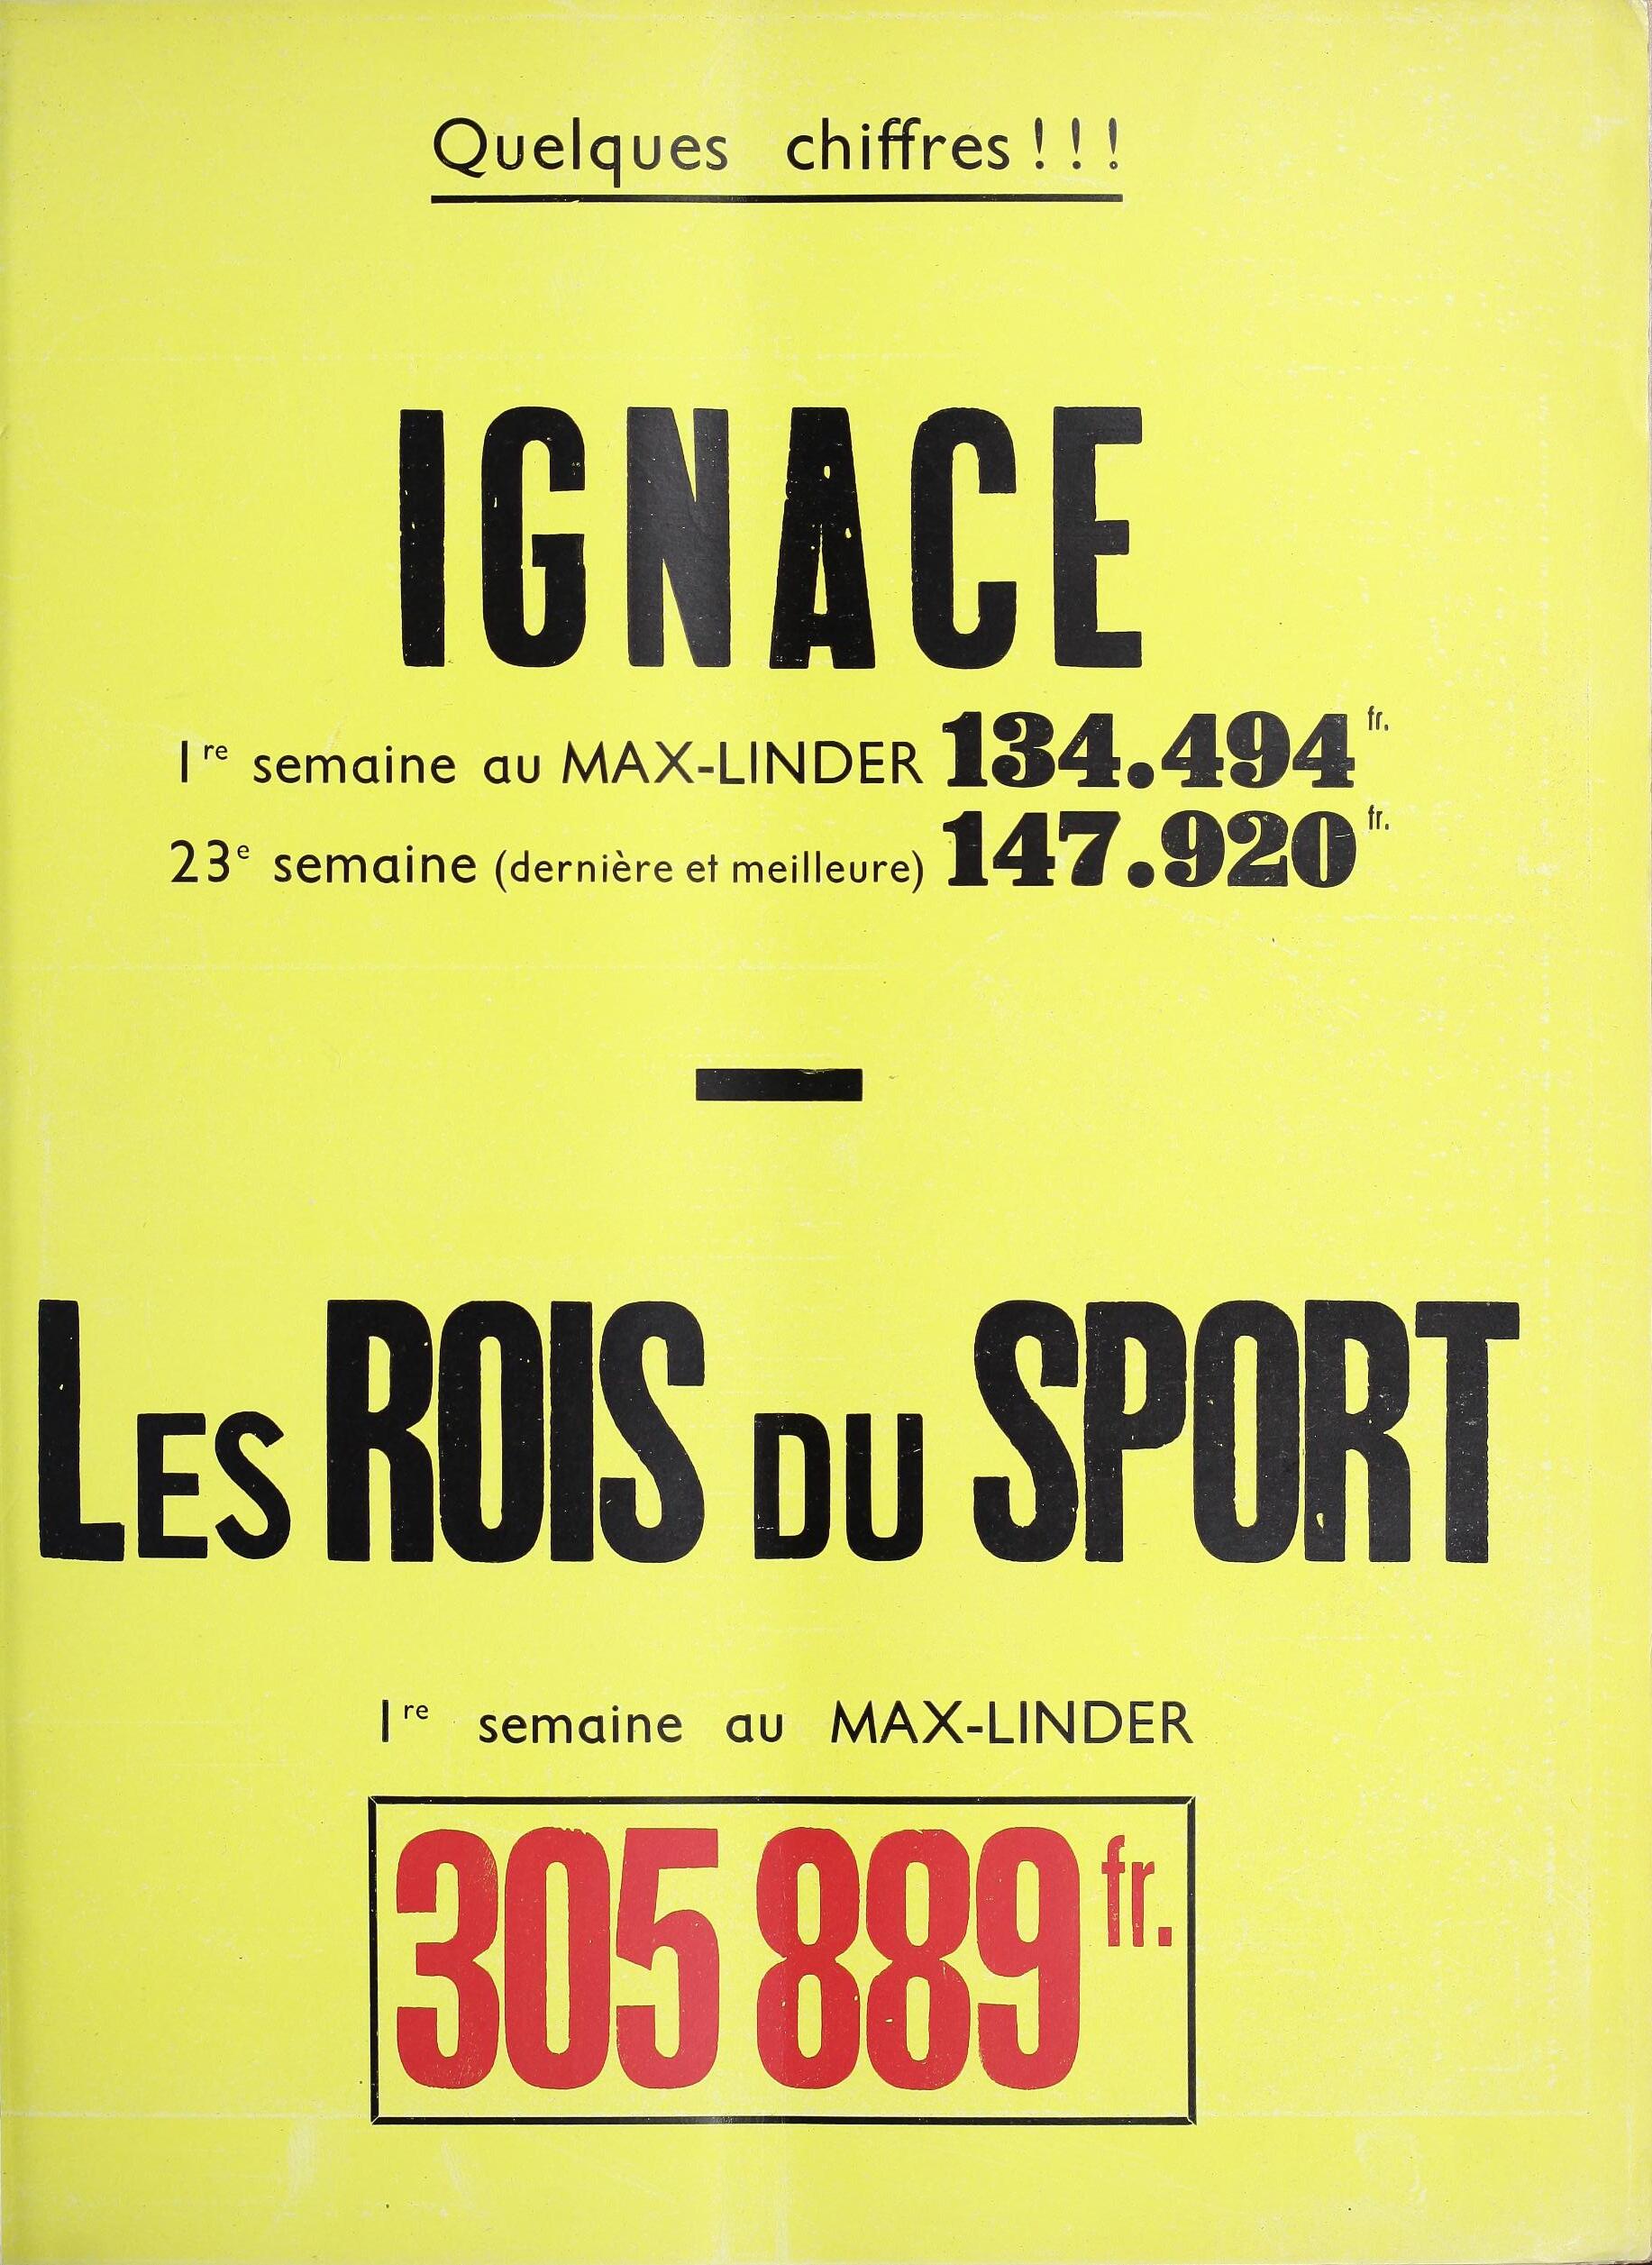 Quelques chiffres ! ! !
IGNACE
1re semaine au MAX-LINDER 134.494 fr.
23e semaine (dernière et meilleure) 147.920 fr.
LES ROIS DU SPORT
1re semaine au MAX-LINDER
305 889 fr.